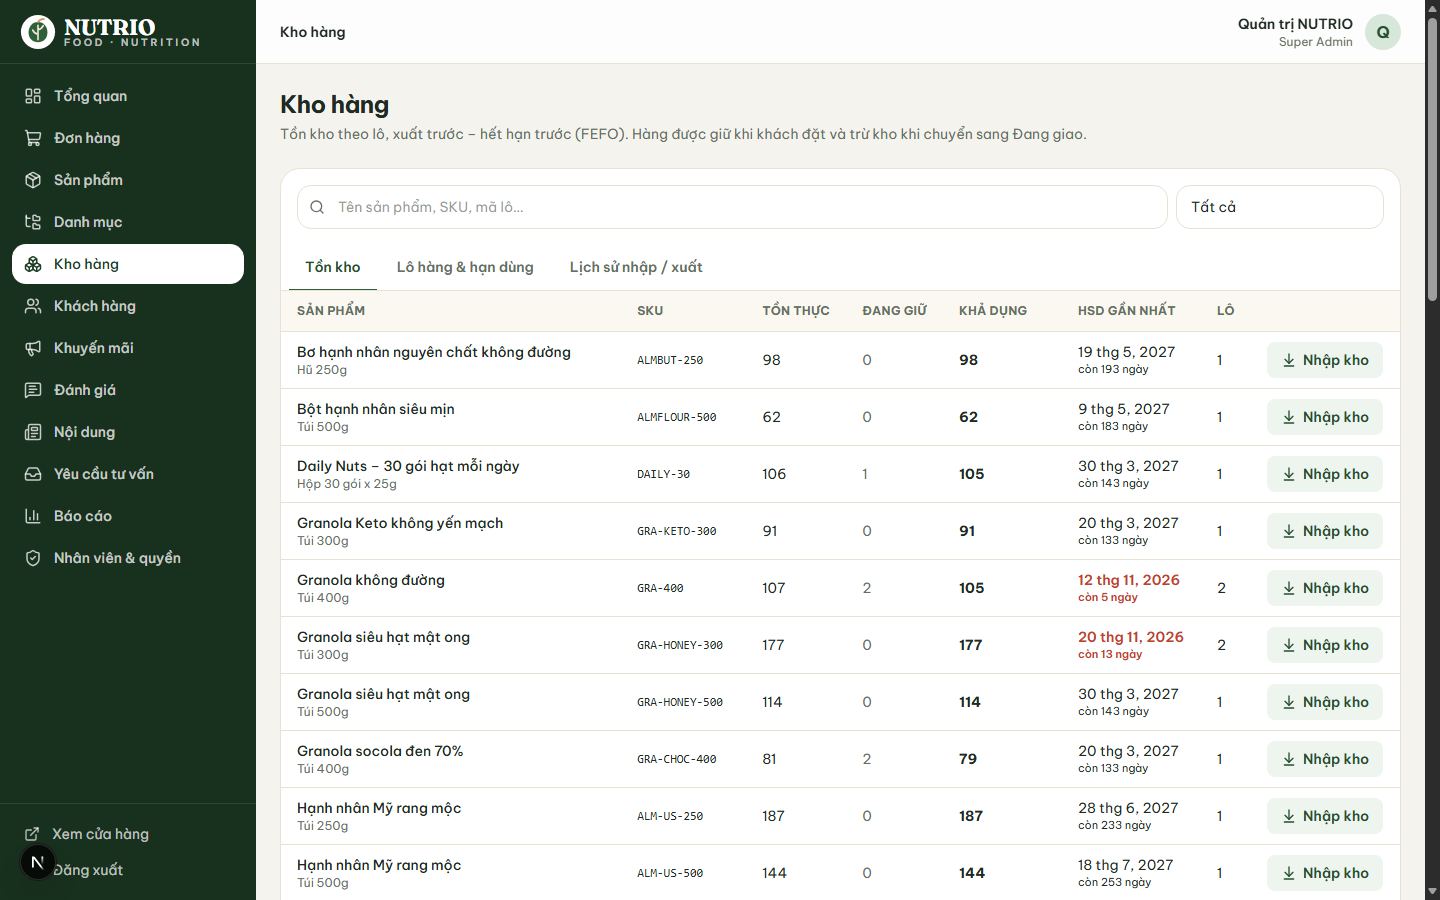 NUTRIO
FOOD · NUTRITION
Tổng quan
Đơn hàng
Sản phẩm
Danh mục
Kho hàng
Khách hàng
Khuyến mãi
Đánh giá
Nội dung
Yêu cầu tư vấn
Báo cáo
Nhân viên & quyền
Xem cửa hàng
Đăng xuất
N
Kho hàng
Quản trị NUTRIO
Super Admin
Q
Kho hàng
Tồn kho theo lô, xuất trước – hết hạn trước (FEFO). Hàng được giữ khi khách đặt và trừ kho khi chuyển sang Đang giao.
Tên sản phẩm, SKU, mã lô...
Tất cả
Tồn kho Lô hàng & hạn dùng Lịch sử nhập / xuất
SẢN PHẨM SKU TỒN THỰC ĐANG GIỮ KHẢ DỤNG HSD GẦN NHẤT LÔ
Bơ hạnh nhân nguyên chất không đường ALMBUT-250 98 0 98 19 thg 5, 2027 1 Nhập kho
Hũ 250g còn 193 ngày
Bột hạnh nhân siêu mịn ALMFLOUR-500 62 0 62 9 thg 5, 2027 1 Nhập kho
Túi 500g còn 183 ngày
Daily Nuts – 30 gói hạt mỗi ngày DAILY-30 106 1 105 30 thg 3, 2027 1 Nhập kho
Hộp 30 gói x 25g còn 143 ngày
Granola Keto không yến mạch GRA-KETO-300 91 0 91 20 thg 3, 2027 1 Nhập kho
Túi 300g còn 133 ngày
Granola không đường GRA-400 107 2 105 12 thg 11, 2026 2 Nhập kho
Túi 400g còn 5 ngày
Granola siêu hạt mật ong GRA-HONEY-300 177 0 177 20 thg 11, 2026 2 Nhập kho
Túi 300g còn 13 ngày
Granola siêu hạt mật ong GRA-HONEY-500 114 0 114 30 thg 3, 2027 1 Nhập kho
Túi 500g còn 143 ngày
Granola socola đen 70% GRA-CHOC-400 81 2 79 20 thg 3, 2027 1 Nhập kho
Túi 400g còn 133 ngày
Hạnh nhân Mỹ rang mộc ALM-US-250 187 0 187 28 thg 6, 2027 1 Nhập kho
Túi 250g còn 233 ngày
Hạnh nhân Mỹ rang mộc ALM-US-500 144 0 144 18 thg 7, 2027 1 Nhập kho
Túi 500g còn 253 ngày